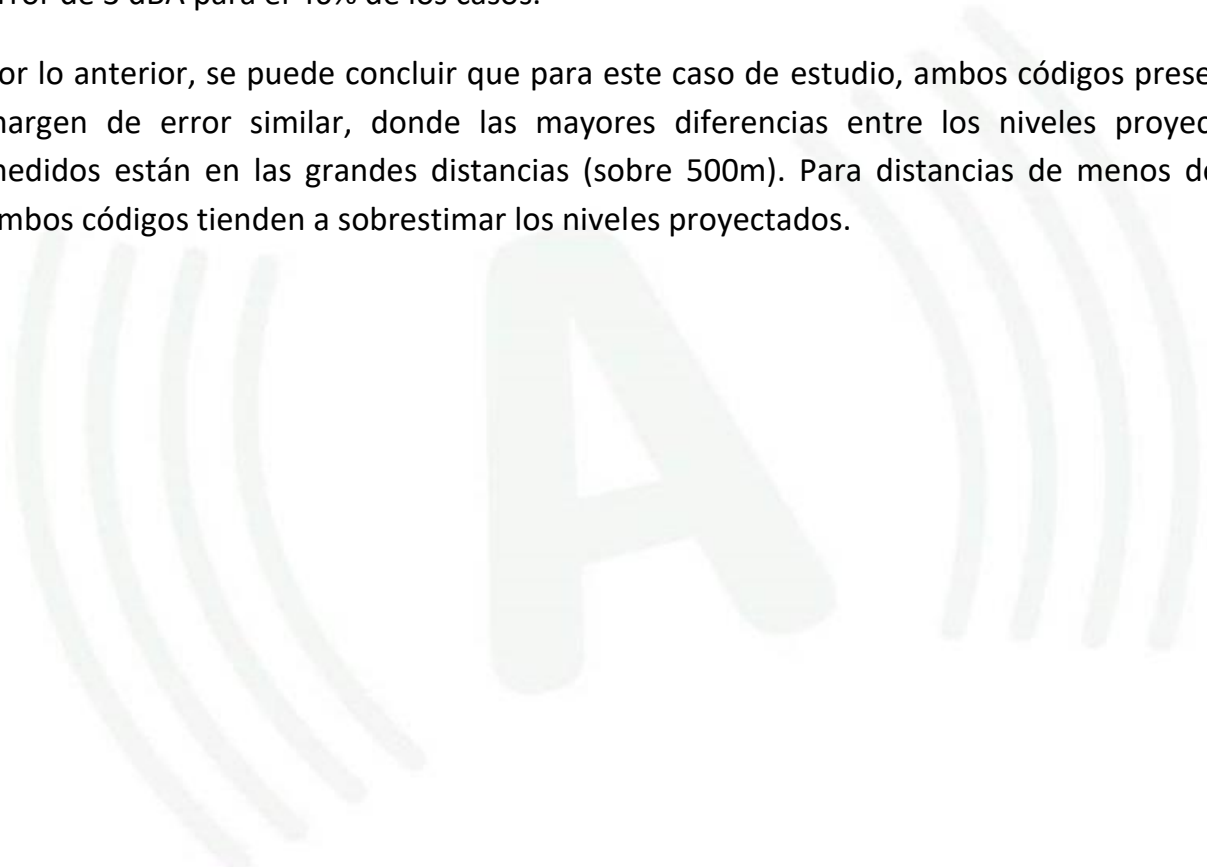 error de 3 dBA para el 40% de los casos.
or lo anterior, se puede concluir que para este caso de estudio, ambos códigos prese
margen de error similar, donde las mayores diferencias entre los niveles proyec
medidos están en las grandes distancias (sobre 500m). Para distancias de menos de
mbos códigos tienden a sobrestimar los niveles proyectados.
A